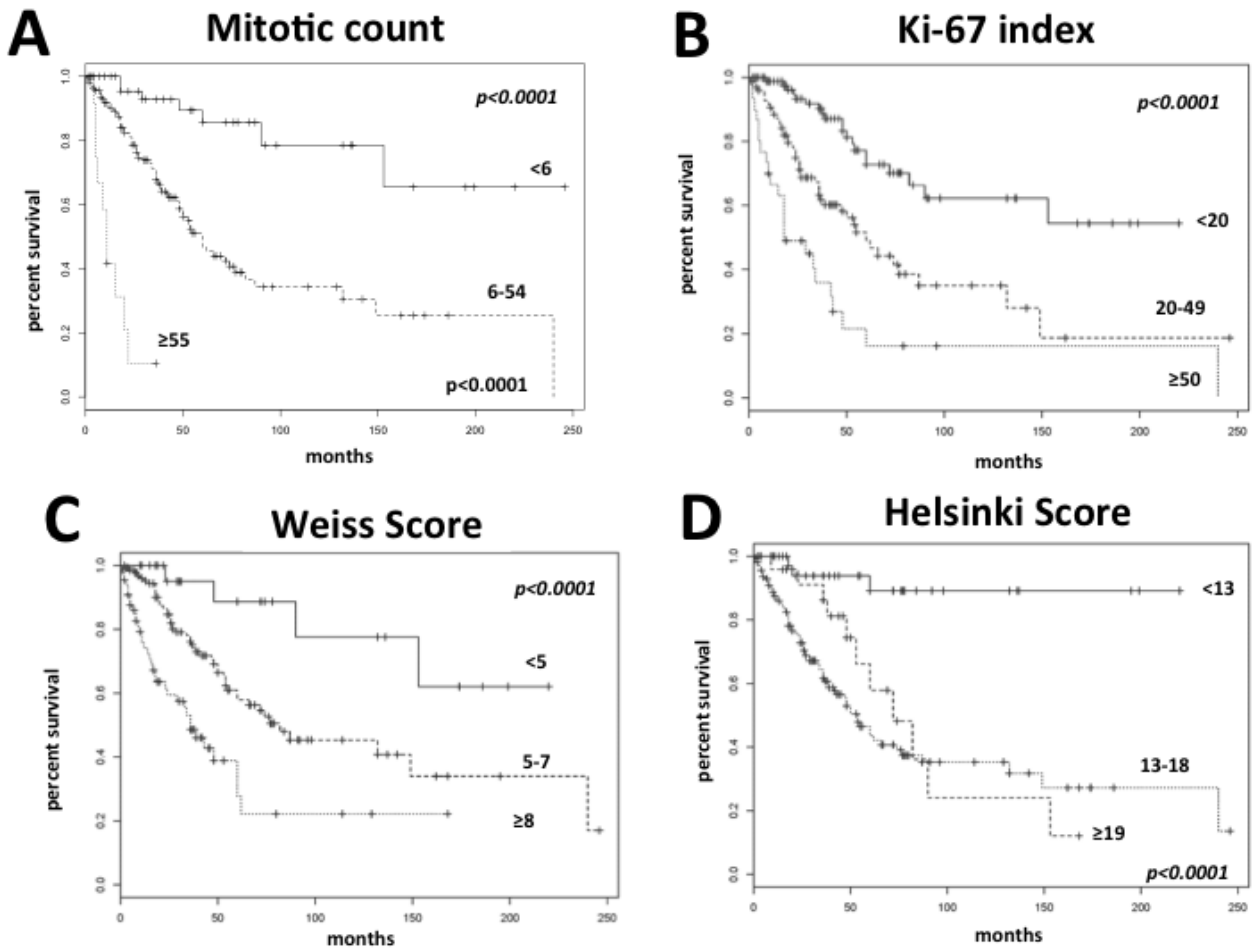 A
Mitotic count
percent survival
1.0
0.8
0.6
0.4
0.2
0.0
p<0.0001
<6
6-54
≥55
p<0.0001
0 50 100 150 200 250
months
B
Ki-67 index
percent survival
1.0
0.8
0.6
0.4
0.2
0.0
p<0.0001
<20
20-49
≥50
0 50 100 150 200 250
months
C
Weiss Score
percent survival
1.0
0.8
0.6
0.4
0.2
0.0
p<0.0001
<5
5-7
≥8
0 50 100 150 200 250
months
D
Helsinki Score
percent survival
1.0
0.8
0.6
0.4
0.2
0.0
<13
13-18
≥19
p<0.0001
0 50 100 150 200 250
months